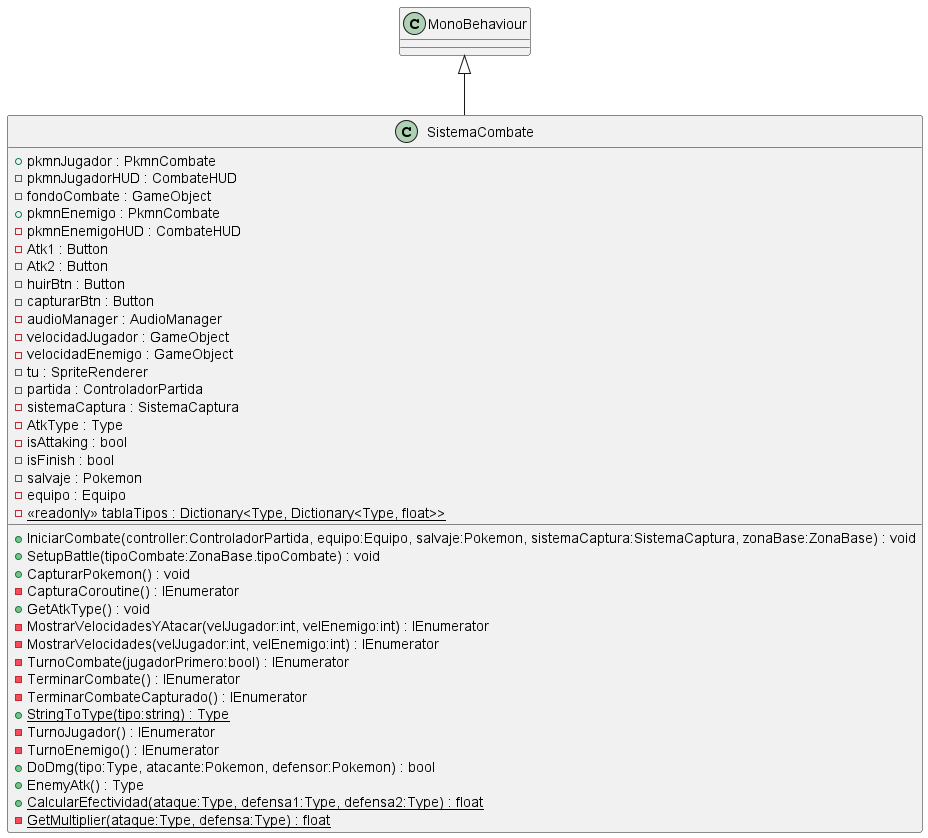 C MonoBehaviour
C SistemaCombate
pkmnJugador : PkmnCombate
pkmnJugadorHUD : CombateHUD
fondoCombate : GameObject
pkmnEnemigo : PkmnCombate
pkmnEnemigoHUD : CombateHUD
Atk1 : Button
Atk2 : Button
huirBtn : Button
capturarBtn : Button
audioManager : AudioManager
velocidadJugador : GameObject
velocidadEnemigo : GameObject
tu : SpriteRenderer
partida : ControladorPartida
sistemaCaptura : SistemaCaptura
AtkType : Type
isAttaking : bool
isFinish : bool
salvaje : Pokemon
equipo : Equipo
«readonly» tablaTipos : Dictionary<Type, Dictionary<Type, float>>
IniciarCombate(controller:ControladorPartida, equipo:Equipo, salvaje:Pokemon, sistemaCaptura:SistemaCaptura, zonaBase:ZonaBase) : void
SetupBattle(tipoCombate:ZonaBase.tipoCombate) : void
CapturarPokemon() : void
CapturaCoroutine() : IEnumerator
GetAtkType() : void
MostrarVelocidadesYAtacar(velJugador:int, velEnemigo:int) : IEnumerator
MostrarVelocidades(velJugador:int, velEnemigo:int) : IEnumerator
TurnoCombate(jugadorPrimero:bool) : IEnumerator
TerminarCombate() : IEnumerator
TerminarCombateCapturado() : IEnumerator
StringToType(tipo:string) : Type
TurnoJugador() : IEnumerator
TurnoEnemigo() : IEnumerator
DoDmg(tipo:Type, atacante:Pokemon, defensor:Pokemon) : bool
EnemyAtk() : Type
CalcularEfectividad(ataque:Type, defensa1:Type, defensa2:Type) : float
GetMultiplier(ataque:Type, defensa:Type) : float